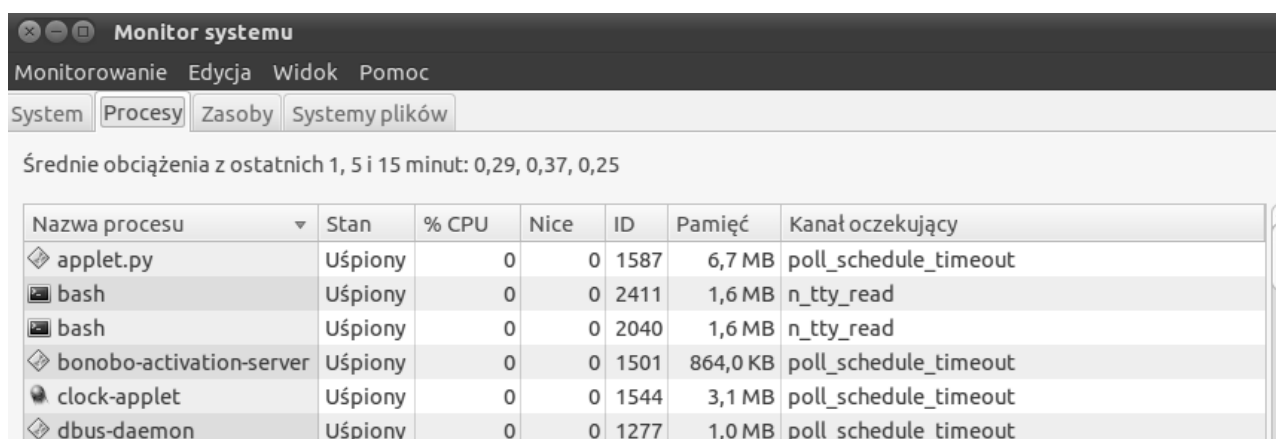 Monitor systemu
Monitorowanie Edycja Widok Pomoc
System Procesy Zasoby Systemy plików
Średnie obciążenia z ostatnich 1, 5 i 15 minut: 0,29, 0,37, 0,25
Nazwa procesu Stan % CPU Nice ID Pamięć Kanał oczekujący
applet.py Uśpiony 0 0 1587 6,7 MB poll_schedule_timeout
bash Uśpiony 0 0 2411 1,6 MB n_tty_read
bash Uśpiony 0 0 2040 1,6 MB n_tty_read
bonobo-activation-server Uśpiony 0 0 1501 864,0 KB poll_schedule_timeout
clock-applet Uśpiony 0 0 1544 3,1 MB poll_schedule_timeout
dbus-daemon Uśpiony 0 0 1277 1,0 MB poll_schedule_timeout